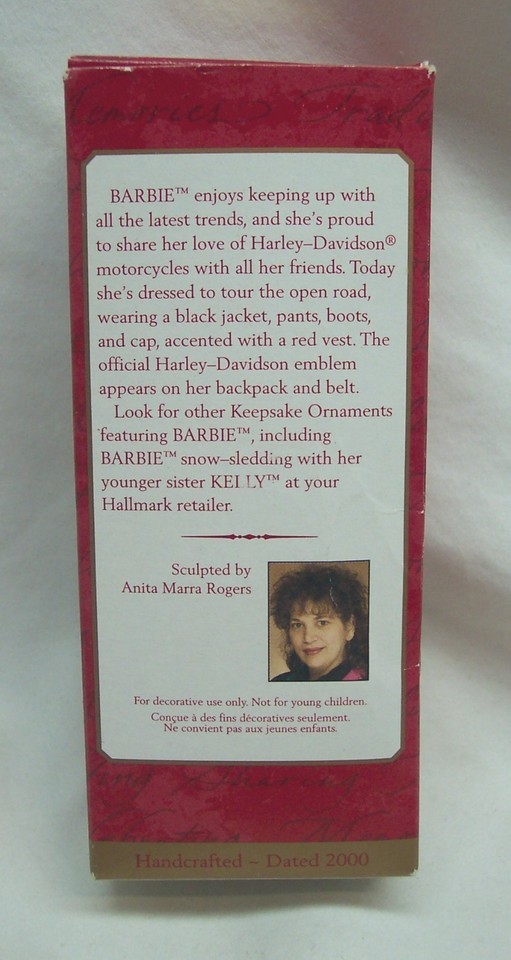 Memories Tradi
BARBIE™ enjoys keeping up with
all the latest trends, and she's proud
to share her love of Harley–Davidson®
motorcycles with all her friends. Today
she's dressed to tour the open road,
wearing a black jacket, pants, boots,
and cap, accented with a red vest. The
official Harley–Davidson emblem
appears on her backpack and belt.
Look for other Keepsake Ornaments
featuring BARBIE™, including
BARBIE™ snow–sledding with her
younger sister KELLY™ at your
Hallmark retailer.
Sculpted by
Anita Marra Rogers
For decorative use only. Not for young children.
Conçue à des fins décoratives seulement.
Ne convient pas aux jeunes enfants.
Handcrafted ~ Dated 2000